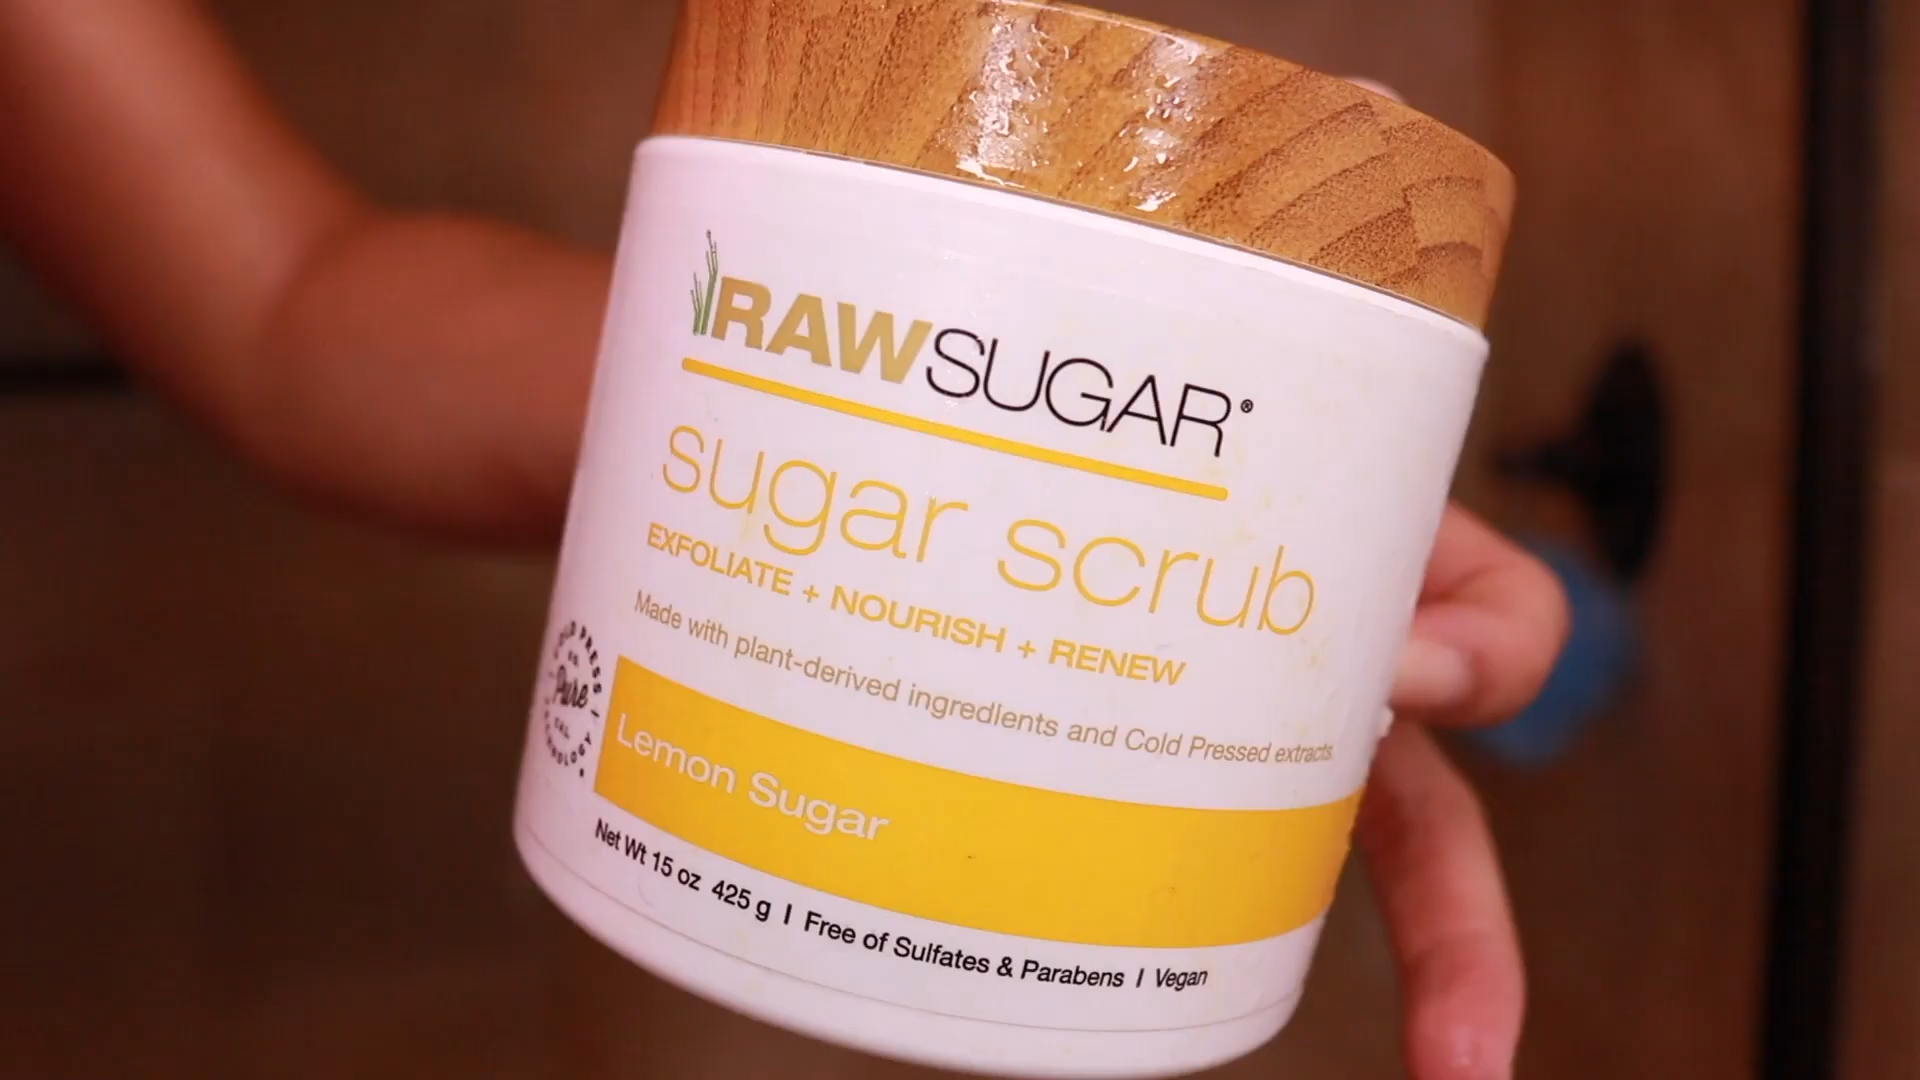 RAWSUGAR®
sugar scrub
EXFOLIATE + NOURISH + RENEW
Made with plant-derived ingredients and Cold Pressed extracts.
Pure
Lemon Sugar
Net Wt 15 oz 425 g | Free of Sulfates & Parabens | Vegan